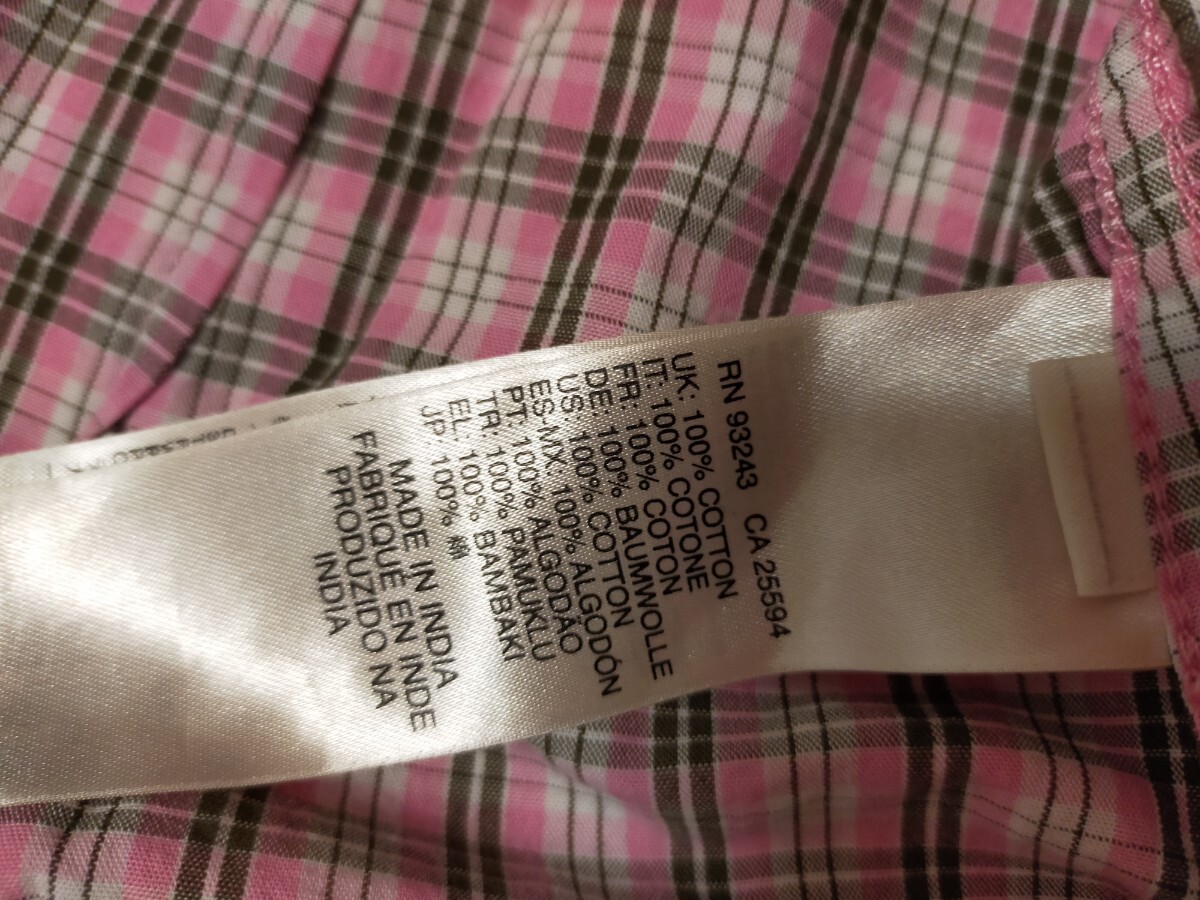 RN 93243 CA 25594
UK: 100% COTTON
IT: 100% COTONE
FR: 100% COTON
DE: 100% BAUMWOLLE
US 100% COTTON
ES-MX: 100% ALGODÓN
PT: 100% ALGODÃO
TR: 100% PAMUKLU
EL: 100% BAMBAKI
JP 100% 綿
MADE IN INDIA
FABRIQUÉ EN INDE
PRODUZIDO NA
INDIA